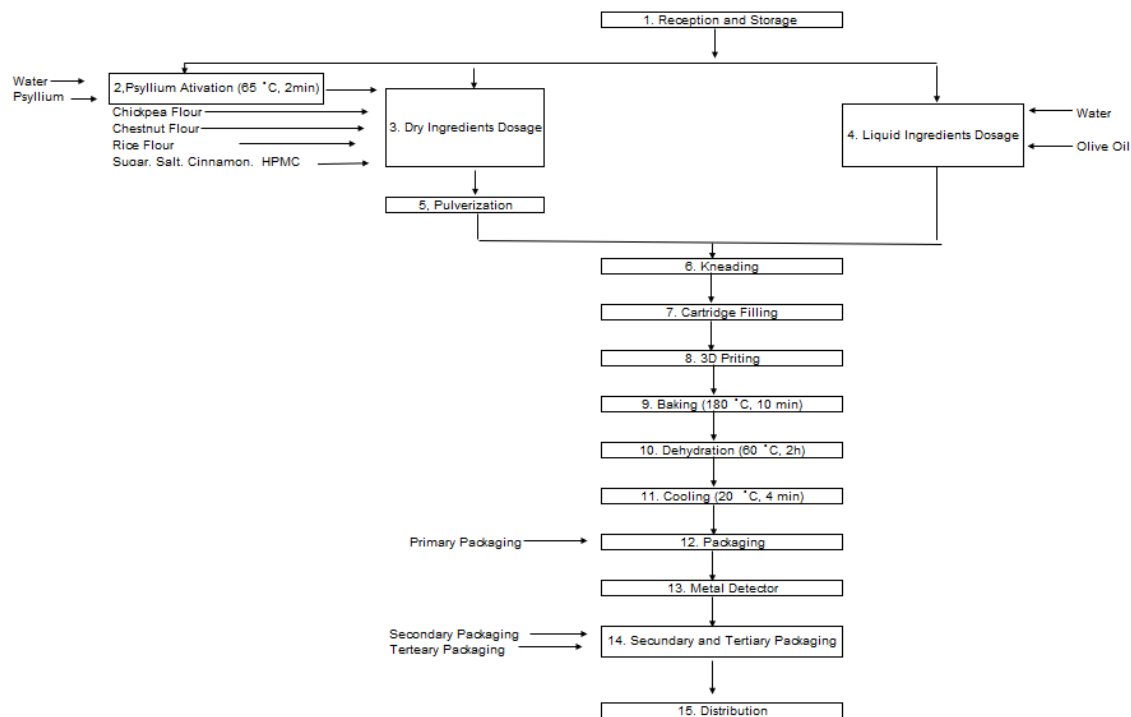 1. Reception and Storage
Water
Psyllium
2,Psyllium Ativation (65 ˚C, 2min)
Chickpea Flour
Chestnut Flour
Rice Flour
Sugar, Salt, Cinnamon, HPMC
3. Dry Ingredients Dosage
4. Liquid Ingredients Dosage
Water
Olive Oil
5, Pulverization
6. Kneading
7. Cartridge Filling
8. 3D Priting
9. Baking (180 ˚C, 10 min)
10. Dehydration (60 ˚C, 2h)
11. Cooling (20 ˚C, 4 min)
Primary Packaging
12. Packaging
13. Metal Detector
Secondary Packaging
Terteary Packaging
14. Secundary and Tertiary Packaging
15. Distribution